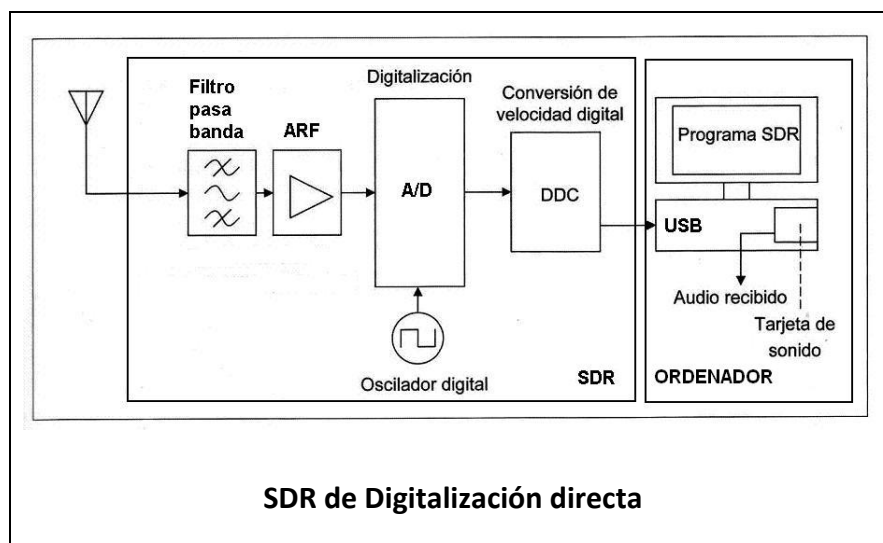 Filtro
pasa
banda
ARF
Digitalización
A/D
Oscilador digital
Conversión de
velocidad digital
DDC
SDR
Programa SDR
USB
Audio recibido
Tarjeta de
sonido
ORDENADOR
SDR de Digitalización directa